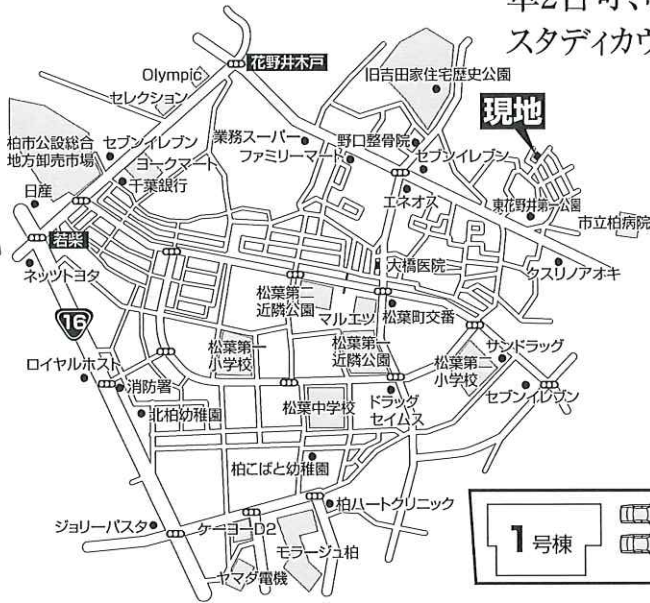 車2台可、
スタディカウ
花野井木戸
Olympic
セレクション
旧吉田家住宅歴史公園
現地
柏市公設総合
地方卸売市場
セブンイレブン
ヨークマート
千葉銀行
業務スーパー
ファミリーマート
野口整骨院
セブンイレブン
エネオス
東花野井第一公園
市立柏病院
日産
若柴
ネッツトヨタ
大橋医院
クスリノアオキ
松葉第二
近隣公園
マルエツ
松葉町交番
16
松葉第一
小学校
松葉第一
近隣公園
松葉第二
小学校
サンドラッグ
ロイヤルホスト
消防署
セブンイレブン
北柏幼稚園
松葉中学校
ドラッグ
セイムス
柏こばと幼稚園
柏ハートクリニック
ジョリーパスタ
ケーヨーD2
モラージュ柏
ヤマダ電機
1号棟